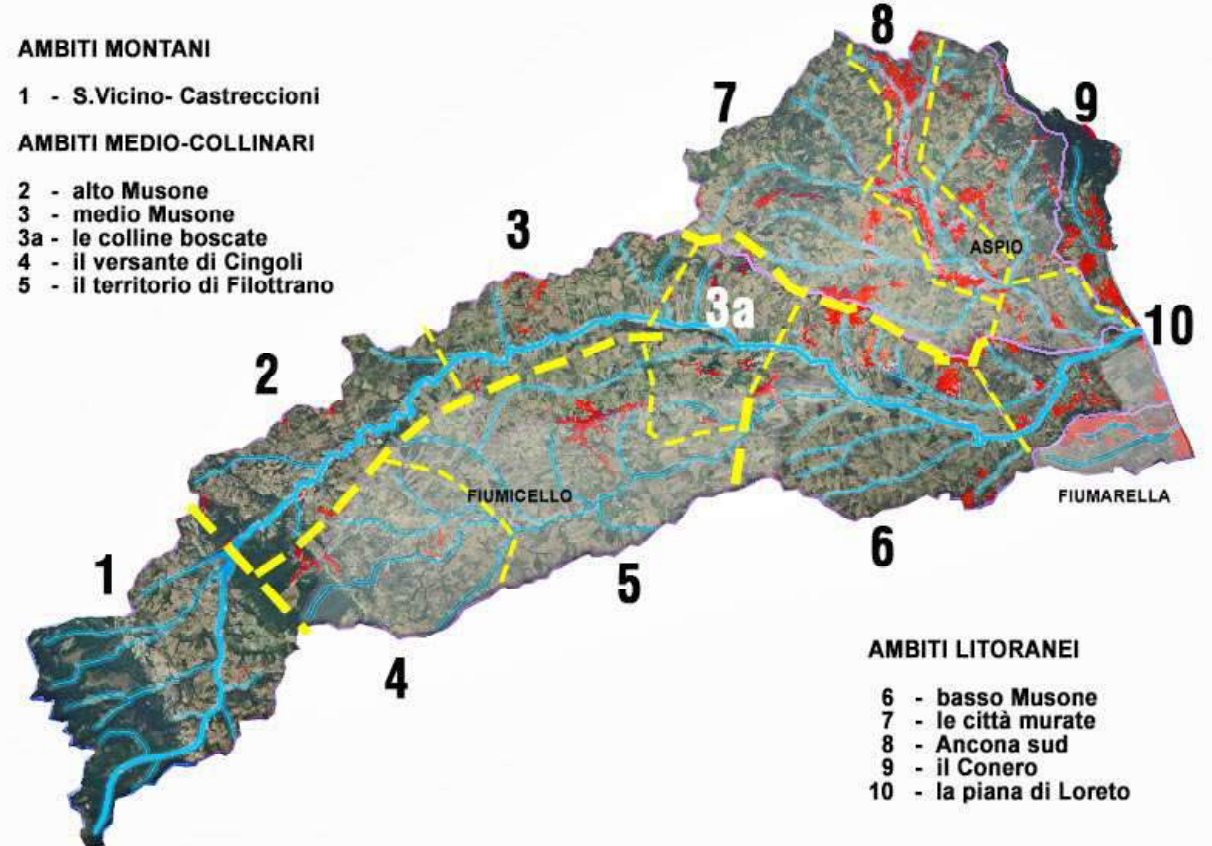 AMBITI MONTANI
1 - S.Vicino- Castreccioni
AMBITI MEDIO-COLLINARI
2 - alto Musone
3 - medio Musone
3a - le colline boscate
4 - il versante di Cingoli
5 - il territorio di Filottrano
8
7
9
3
ASPIO
3a
10
2
FIUMICELLO
FIUMARELLA
6
1
5
4
AMBITI LITORANEI
6 - basso Musone
7 - le città murate
8 - Ancona sud
9 - il Conero
10 - la piana di Loreto